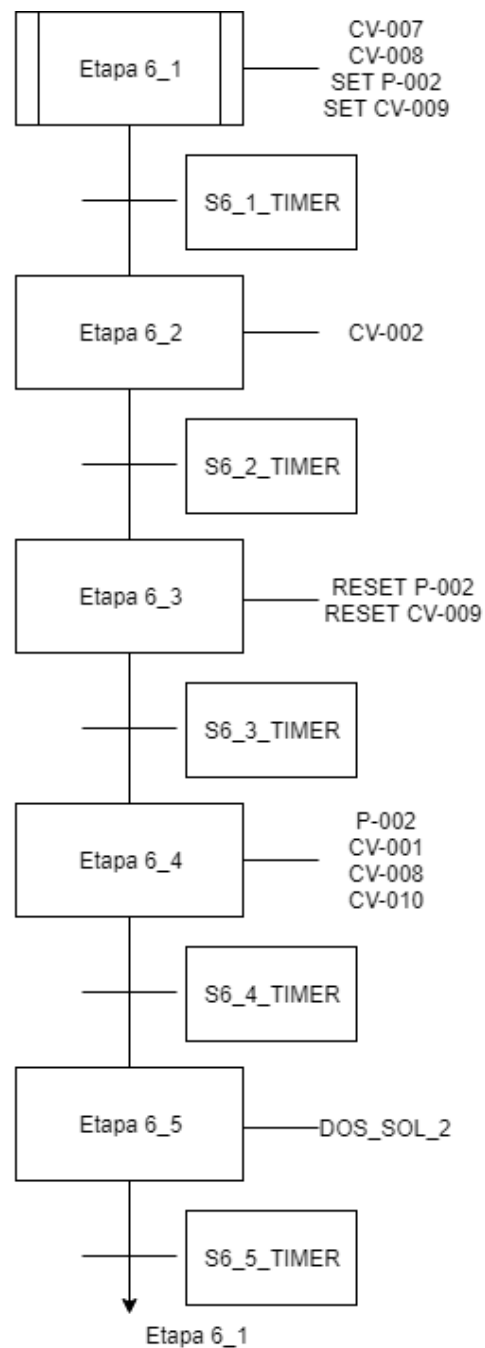 Etapa 6_1
CV-007
CV-008
SET P-002
SET CV-009
S6_1_TIMER
Etapa 6_2
CV-002
S6_2_TIMER
Etapa 6_3
RESET P-002
RESET CV-009
S6_3_TIMER
Etapa 6_4
P-002
CV-001
CV-008
CV-010
S6_4_TIMER
Etapa 6_5
DOS_SOL_2
S6_5_TIMER
Etapa 6_1